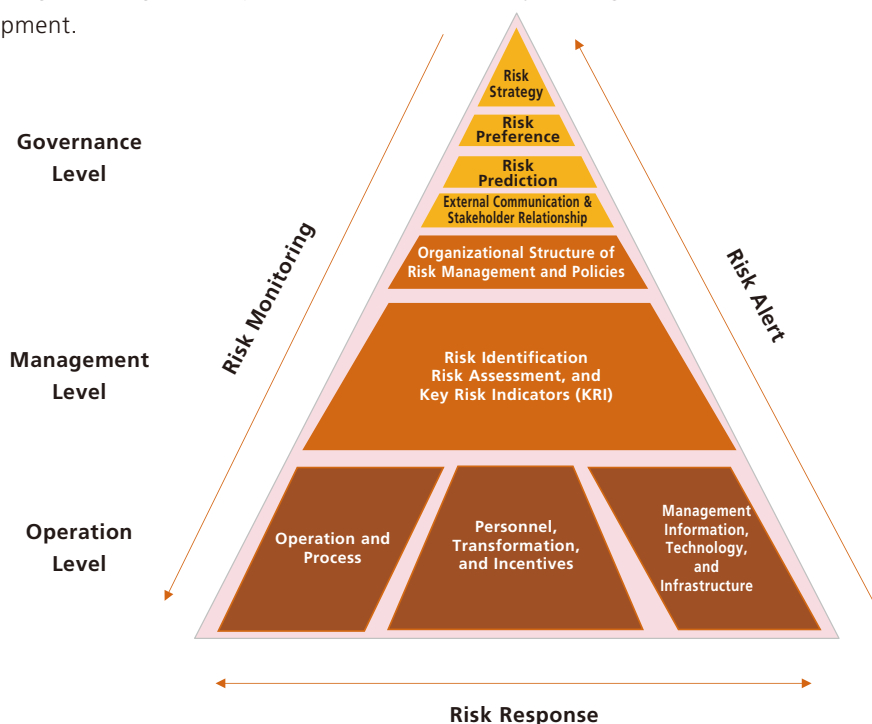 pment.
Risk
Strategy
Governance
Level
Risk
Preference
Risk
Prediction
External Communication &
Stakeholder Relationship
Organizational Structure of
Risk Management and Policies
Risk Monitoring
Risk Alert
Management
Level
Risk Identification
Risk Assessment, and
Key Risk Indicators (KRI)
Operation
Level
Operation and
Process
Personnel,
Transformation,
and Incentives
Management
Information,
Technology,
and
Infrastructure
Risk Response